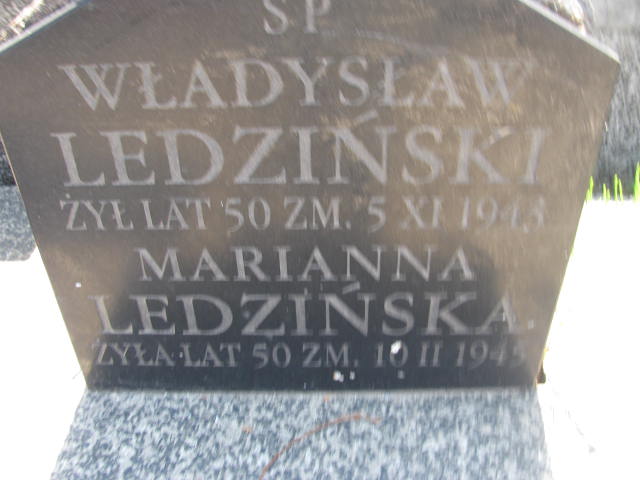 SP
WŁADYSŁAW
LEDZIŃSKI
ŻYŁ LAT 50 ZM. 5 XI 1943
MARIANNA
LEDZIŃSKA.
ŻYŁA LAT 50 ZM. 10 II 1945